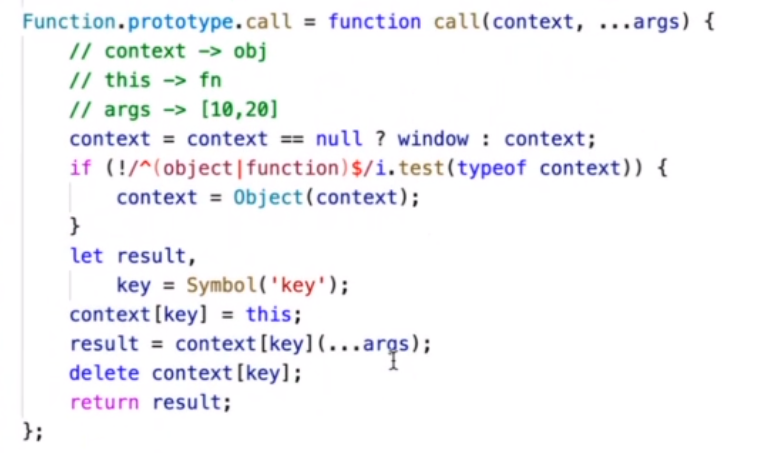 Function.prototype.call = function call(context, ...args) {
    // context -> obj
    // this -> fn
    // args -> [10,20]
    context = context == null ? window : context;
    if (!/^(object|function)$/i.test(typeof context)) {
        context = Object(context);
    }
    let result,
        key = Symbol('key');
    context[key] = this;
    result = context[key](...args);
    delete context[key];
    return result;
};